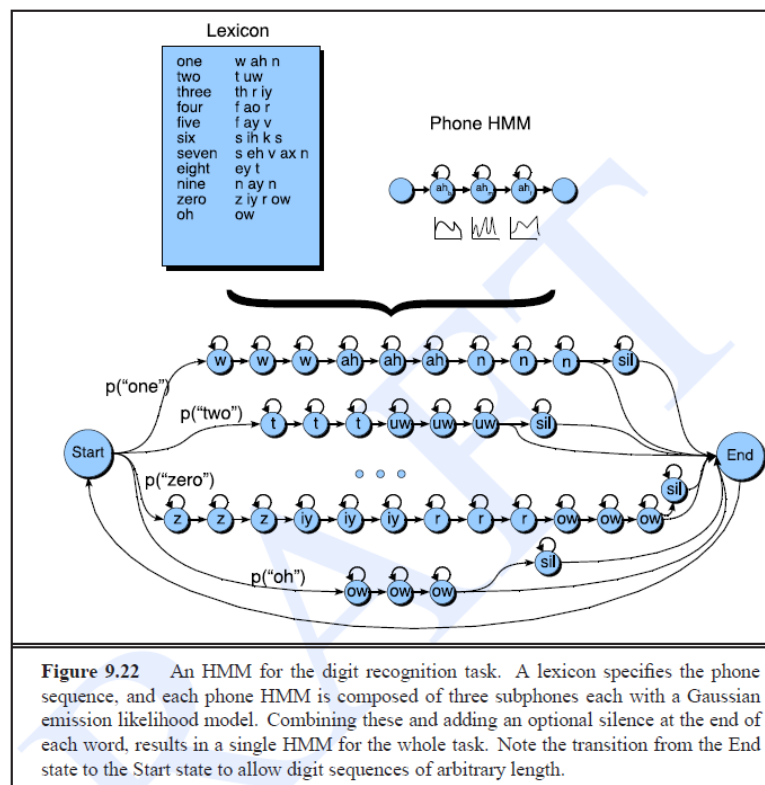 Lexicon
one w ah n
two t uw
three th r iy
four f ao r
five f ay v
six s ih k s
seven s eh v ax n
eight ey t
nine n ay n
zero z iy r ow
oh ow
Phone HMM
ah_b ah_m ah_f
w w w ah ah ah n n n sil
p("one")
p("two")
t t t uw uw uw sil
Start
End
p("zero")
z z z iy iy iy r r r ow ow ow sil
p("oh")
ow ow ow sil
Figure 9.22 An HMM for the digit recognition task. A lexicon specifies the phone
sequence, and each phone HMM is composed of three subphones each with a Gaussian
emission likelihood model. Combining these and adding an optional silence at the end of
each word, results in a single HMM for the whole task. Note the transition from the End
state to the Start state to allow digit sequences of arbitrary length.